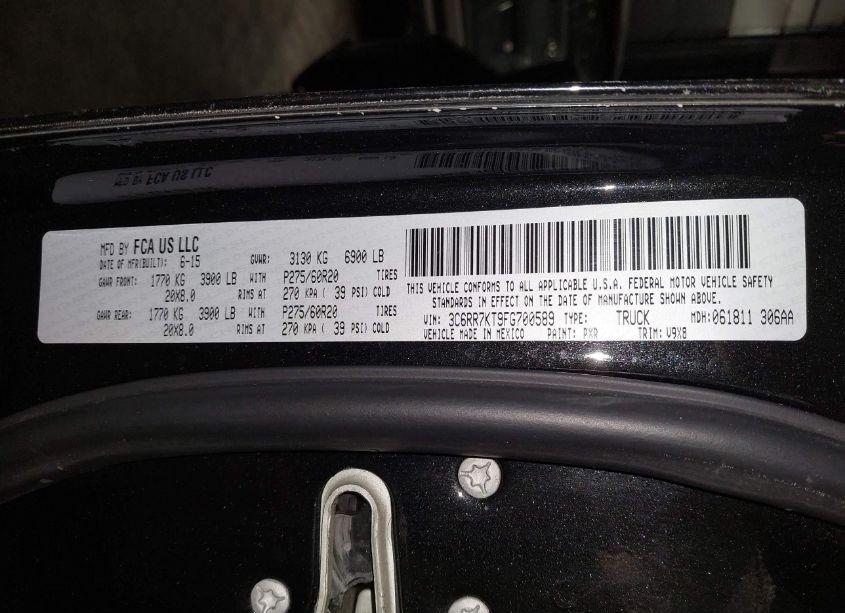 MFD BY FCA US LLC
DATE OF MFR(BUILT): 6-15 GVWR: 3130 KG 6900 LB
GAWR FRONT: 1770 KG 3900 LB WITH P275/60R20 TIRES
20X8.0 RIMS AT 270 KPA ( 39 PSI) COLD
GAWR REAR: 1770 KG 3900 LB WITH P275/60R20 TIRES
20X8.0 RIMS AT 270 KPA ( 39 PSI) COLD
THIS VEHICLE CONFORMS TO ALL APPLICABLE U.S.A. FEDERAL MOTOR VEHICLE SAFETY
STANDARDS IN EFFECT ON THE DATE OF MANUFACTURE SHOWN ABOVE.
VIN: 3C6RR7KT9FG700589 TYPE: TRUCK MDH: 061811 306AA
VEHICLE MADE IN MEXICO PAINT: PXR TRIM: V9X8